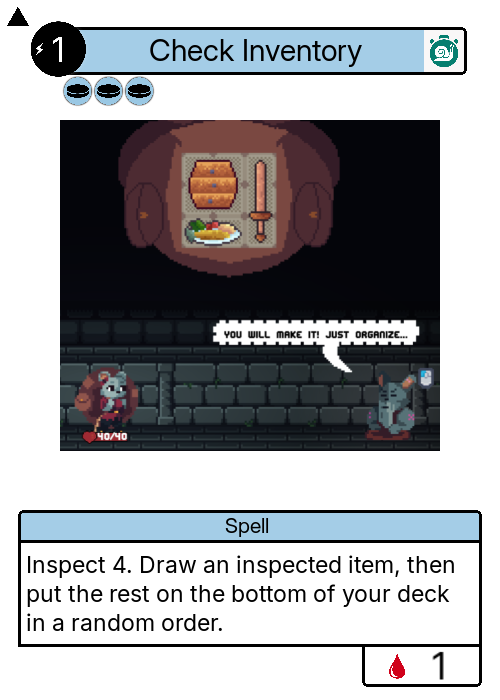 1
Check Inventory
YOU WILL MAKE IT! JUST ORGANIZE...
40/40
Spell
Inspect 4. Draw an inspected item, then
put the rest on the bottom of your deck
in a random order.
1